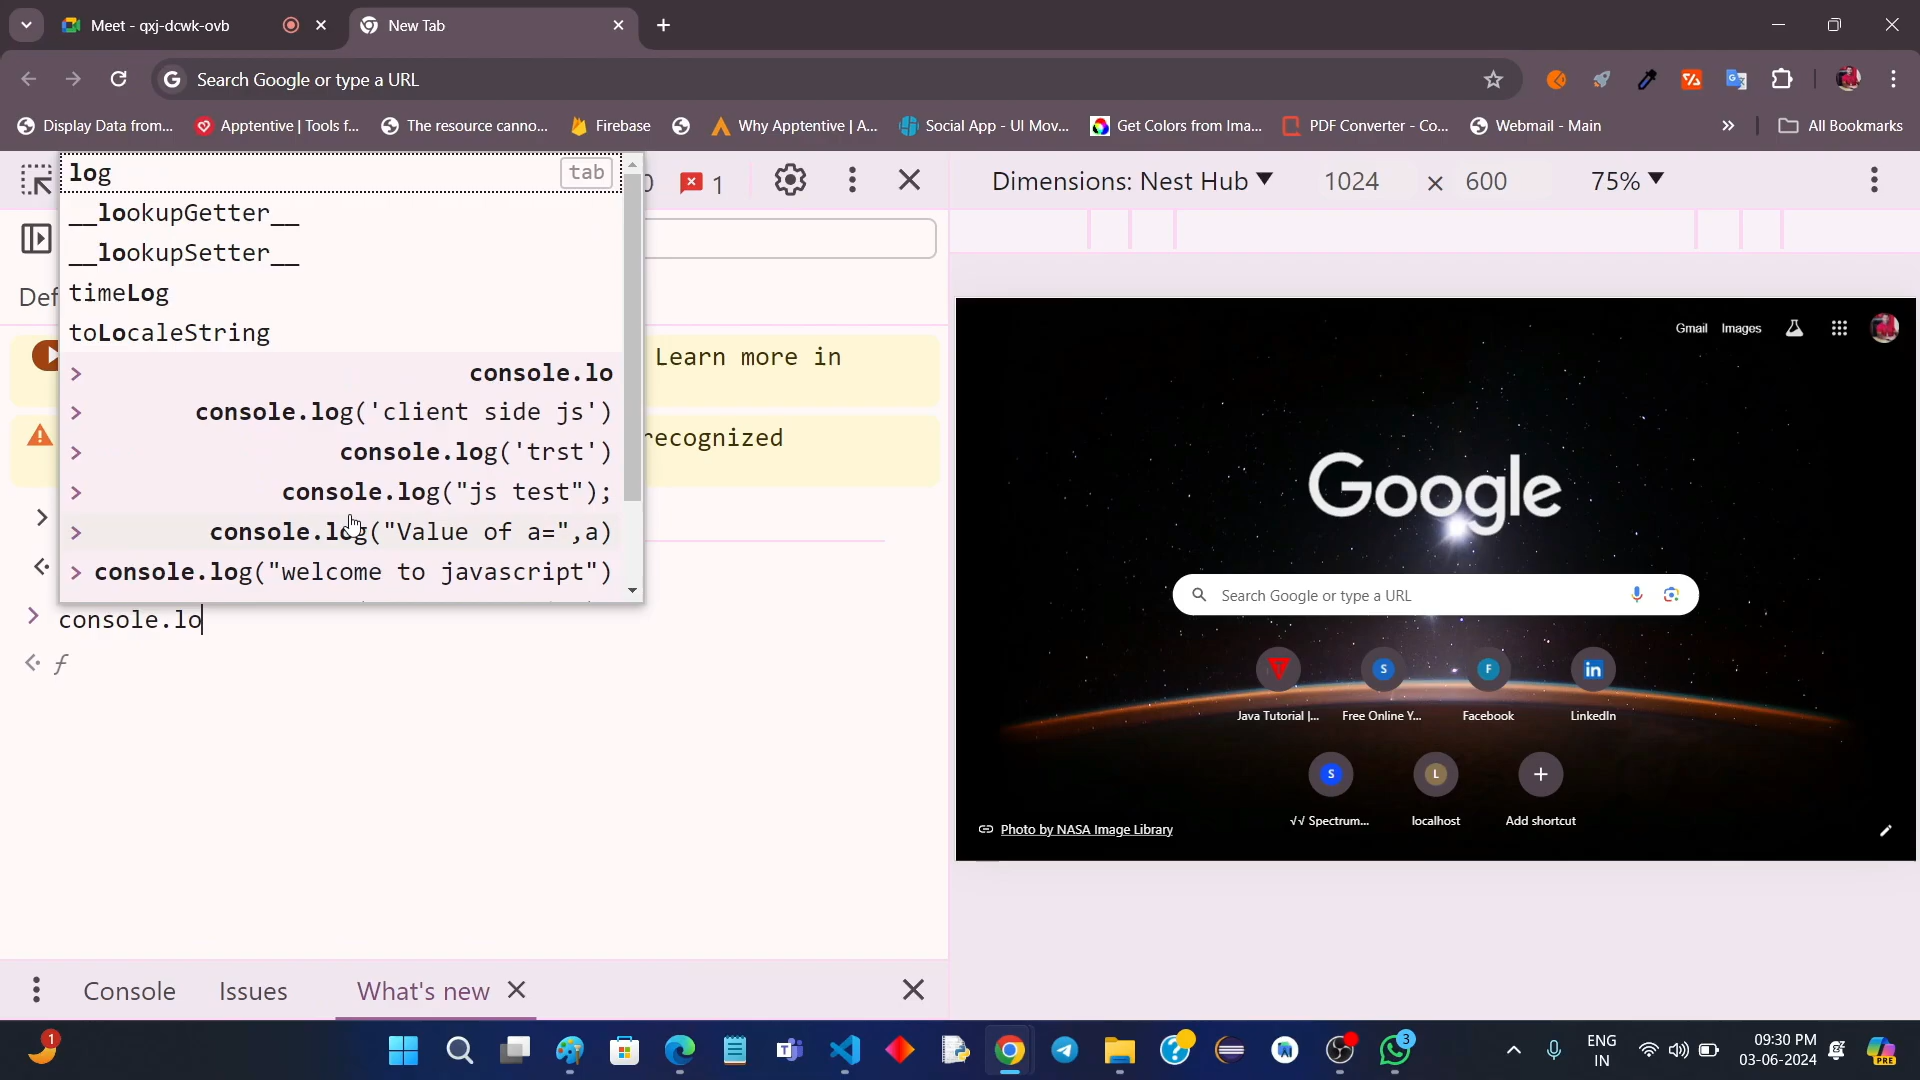 Meet - qxj-dcwk-ovb
New Tab
Search Google or type a URL
Display Data from...
Apptentive | Tools f...
The resource canno...
Firebase
Why Apptentive | A...
Social App - UI Mov...
Get Colors from Ima...
PDF Converter - Co...
Webmail - Main
All Bookmarks
log
tab
__lookupGetter__
__lookupSetter__
timeLog
toLocaleString
> console.lo
> console.log('client side js')
> console.log('trst')
> console.log("js test");
> console.log("Value of a=",a)
> console.log("welcome to javascript")
1
Def
Learn more in
recognized
console.lo
f
Console
Issues
What's new
Dimensions: Nest Hub
1024 × 600
75%
Gmail
Images
Google
Search Google or type a URL
Java Tutorial |...
S
Free Online Y...
F
Facebook
in
LinkedIn
S
√√ Spectrum...
L
localhost
Add shortcut
Photo by NASA Image Library
1
3
ENG
IN
09:30 PM
03-06-2024
PRE